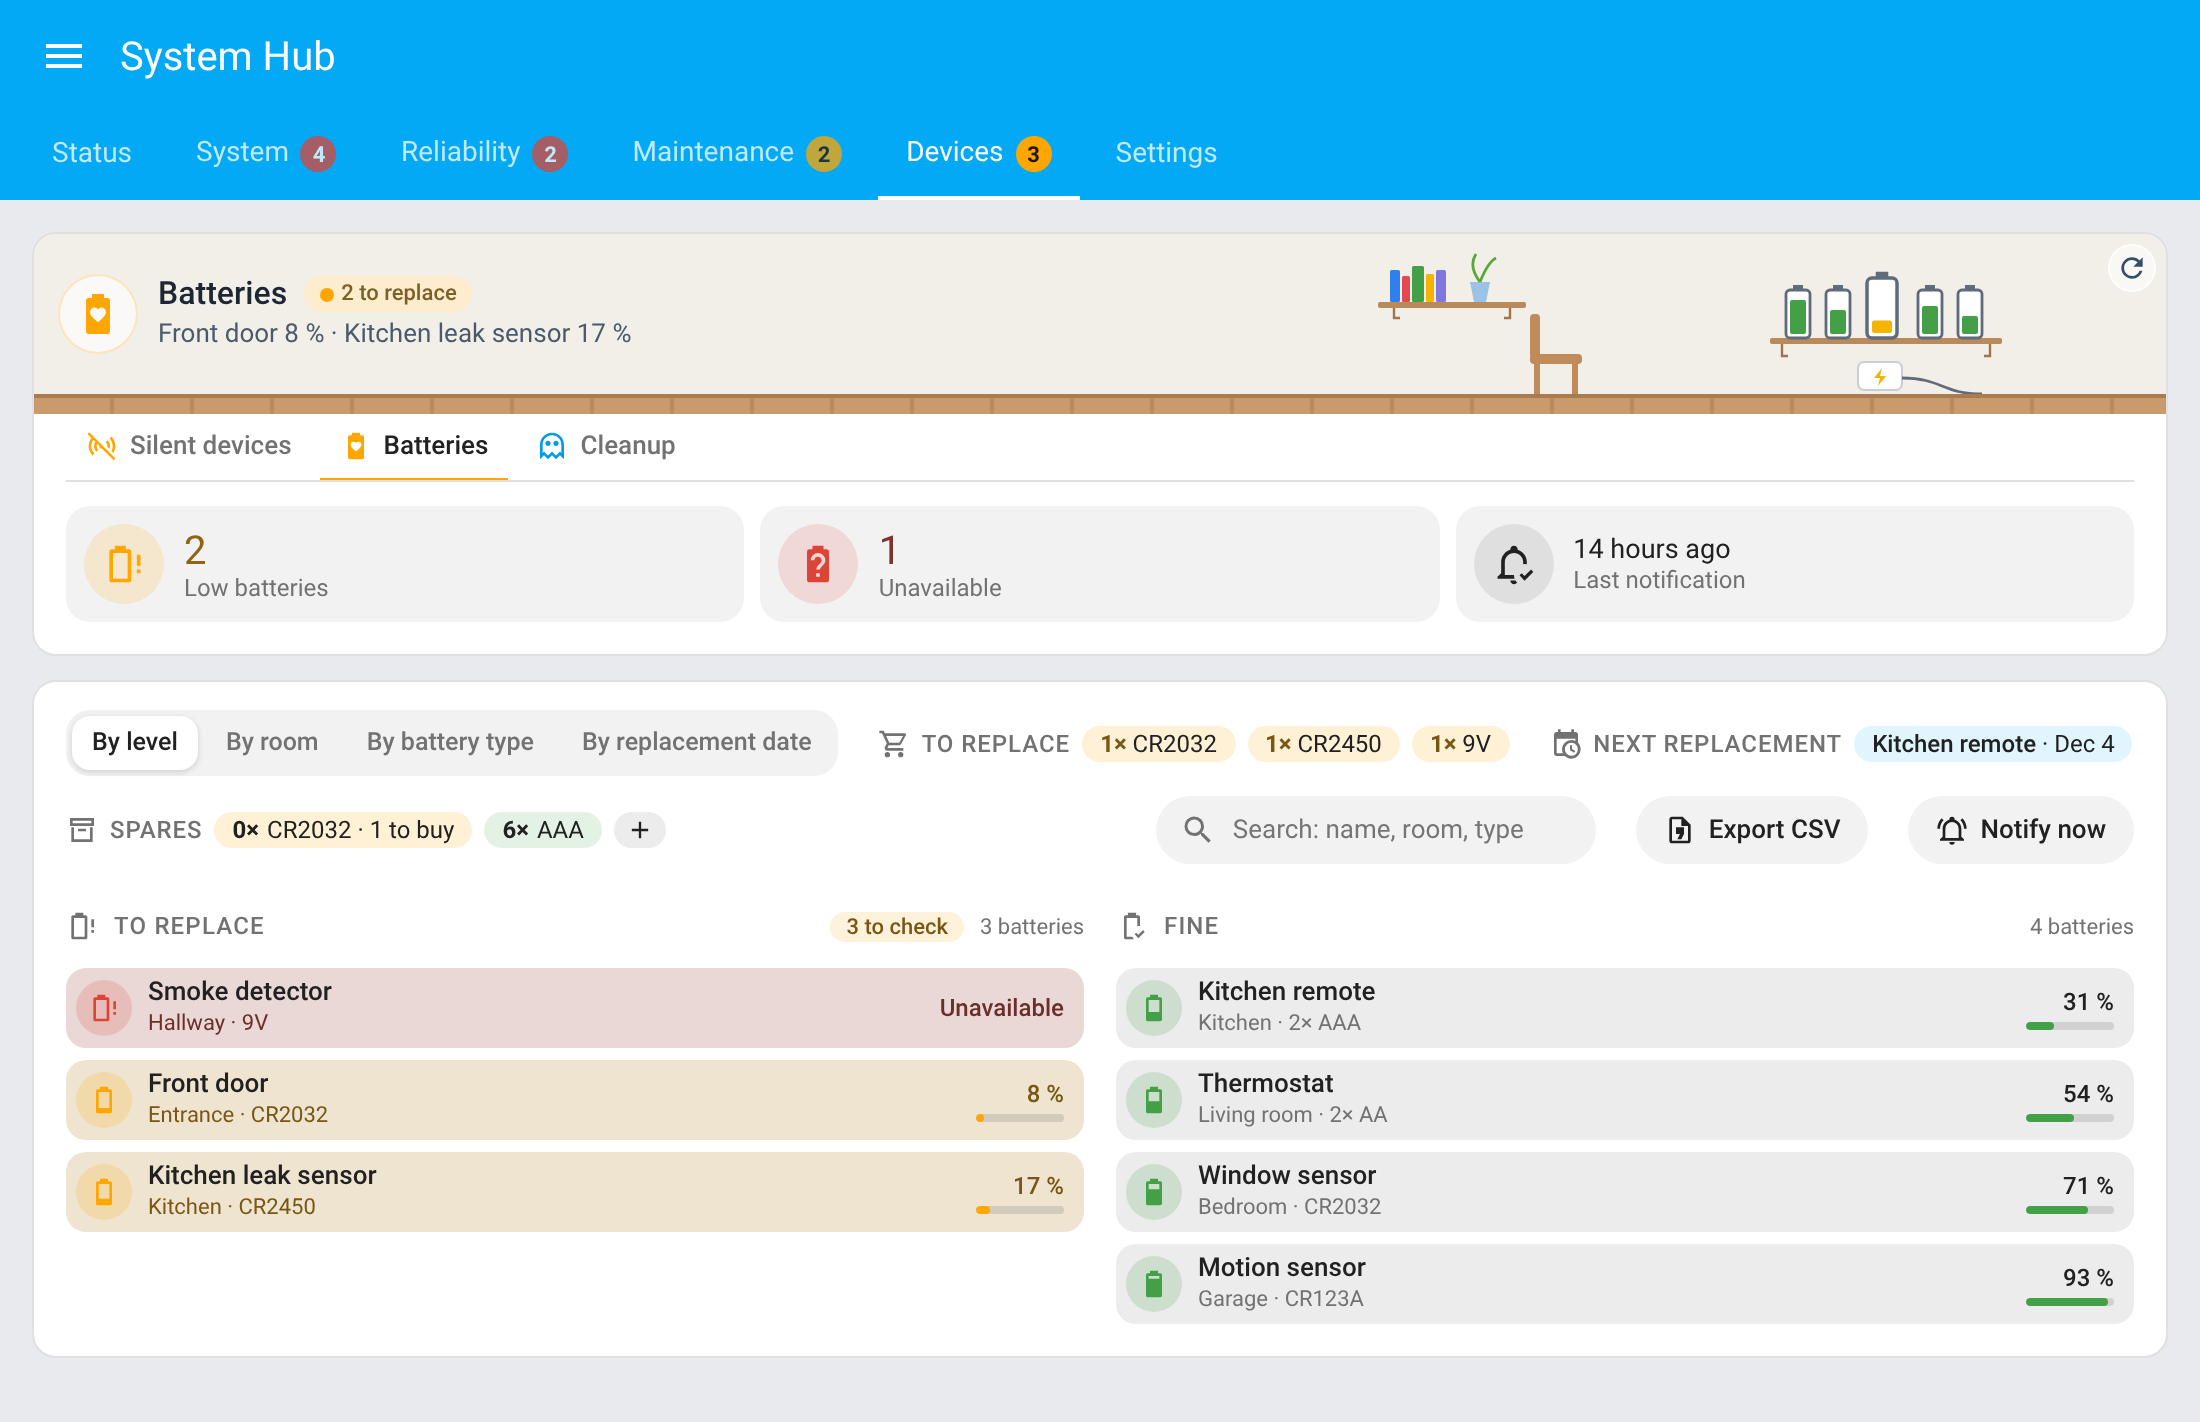 System Hub
Status System 4 Reliability 2 Maintenance 2 Devices 3 Settings
Batteries 2 to replace
Front door 8 % · Kitchen leak sensor 17 %
Silent devices Batteries Cleanup
2
Low batteries
1
Unavailable
14 hours ago
Last notification
By level By room By battery type By replacement date
TO REPLACE 1× CR2032 1× CR2450 1× 9V
NEXT REPLACEMENT Kitchen remote · Dec 4
SPARES 0× CR2032 · 1 to buy 6× AAA +
Search: name, room, type
Export CSV
Notify now
TO REPLACE 3 to check 3 batteries
Smoke detector
Hallway · 9V
Unavailable
Front door
Entrance · CR2032
8 %
Kitchen leak sensor
Kitchen · CR2450
17 %
FINE 4 batteries
Kitchen remote
Kitchen · 2× AAA
31 %
Thermostat
Living room · 2× AA
54 %
Window sensor
Bedroom · CR2032
71 %
Motion sensor
Garage · CR123A
93 %